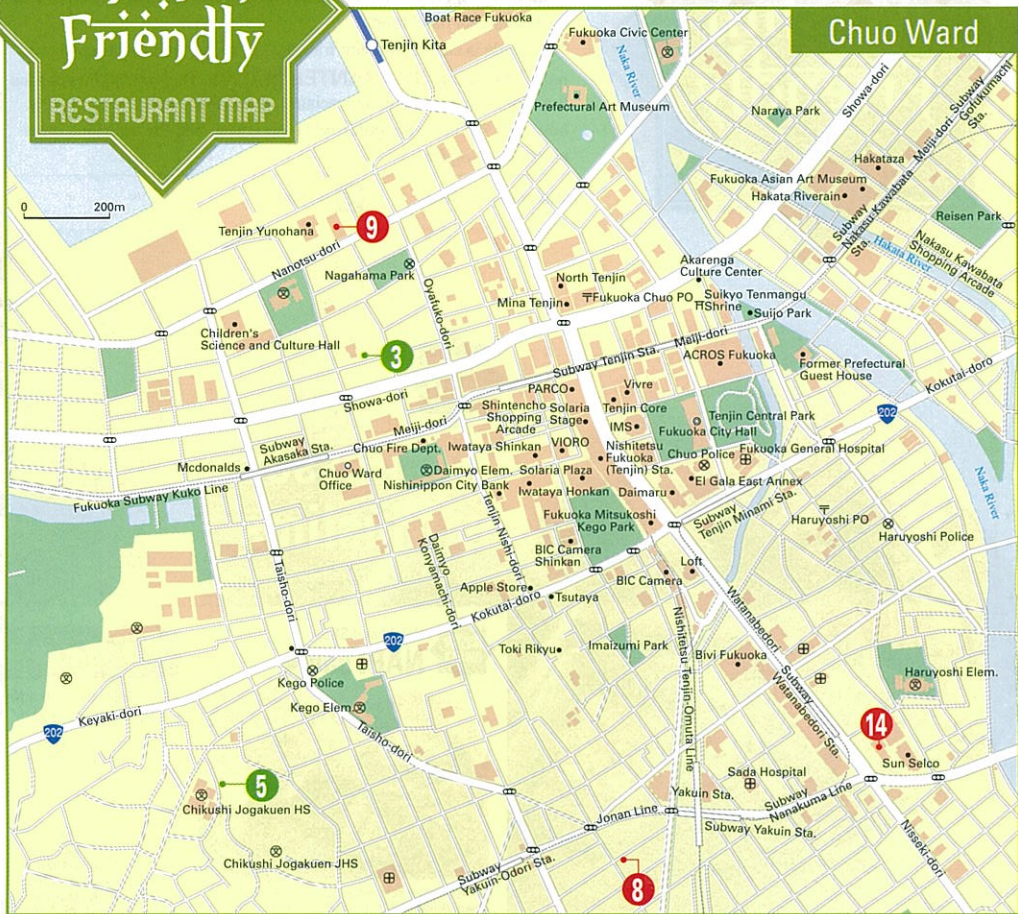 Friendly
RESTAURANT MAP
Chuo Ward
0 200m
Boat Race Fukuoka
Tenjin Kita
Fukuoka Civic Center
Naka River
Prefectural Art Museum
Naraya Park
Showa-dori
Subway
Gofukumachi
Sta.
Meiji-dori
Hakataza
Fukuoka Asian Art Museum
Hakata Riverain
Subway
Nakasu-Kawabata
Sta.
Reisen Park
Hakata River
Nakasu Kawabata
Shopping Arcade
Tenjin Yunohana
9
Nanotsu-dori
Nagahama Park
Oyafuko-dori
North Tenjin
Mina Tenjin
〒Fukuoka Chuo PO
Akarenga
Culture Center
Suikyo Tenmangu
Shrine
Suijo Park
Children's
Science and Culture Hall
3
Meiji-dori
Subway Tenjin Sta.
ACROS Fukuoka
Former Prefectural
Guest House
Kokutai-doro
202
Showa-dori
PARCO
Vivre
Shintencho
Shopping
Arcade
Solaria
Stage
Tenjin Core
IMS
Tenjin Central Park
Fukuoka City Hall
Meiji-dori
Subway
Akasaka Sta.
Chuo Fire Dept.
Iwataya Shinkan
VIORO
Nishitetsu
Fukuoka
(Tenjin) Sta.
Chuo Police
Fukuoka General Hospital
Mcdonalds
Chuo Ward
Office
Daimyo Elem.
Nishinippon City Bank
Solaria Plaza
Iwataya Honkan
Daimaru
El Gala East Annex
Fukuoka Subway Kuko Line
Subway
Tenjin Minami Sta.
Fukuoka Mitsukoshi
Kego Park
〒
Haruyoshi PO
Haruyoshi Police
Naka River
Tenjin Nishi-dori
Daimyo
Konyamachi-dori
BIC Camera
Shinkan
Loft
BIC Camera
Apple Store
Tsutaya
Kokutai-doro
Taisho-dori
202
Toki Rikyu
Imaizumi Park
Nishitetsu Tenjin-Omuta Line
Watanabedori
Bivi Fukuoka
Subway
Watanabedori Sta.
Haruyoshi Elem.
Kego Police
Kego Elem.
Keyaki-dori
202
Taisho-dori
14
Sun Selco
5
Chikushi Jogakuen HS
Sada Hospital
Yakuin Sta.
Subway
Nanakuma Line
Jonan Line
Subway Yakuin Sta.
Nisseki-dori
Chikushi Jogakuen JHS
Subway
Yakuin-Odori Sta.
8